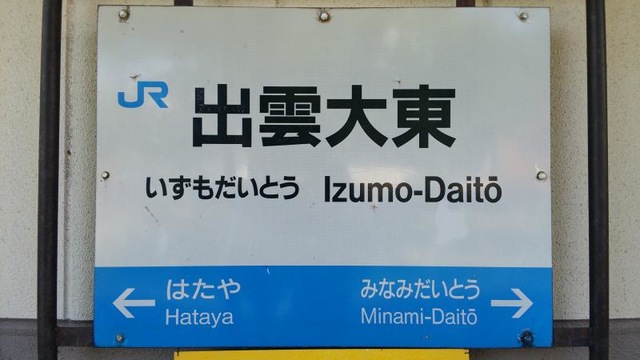 JR 出雲大東
いずもだいとう Izumo-Daitō
← はたや みなみだいとう →
Hataya Minami-Daitō